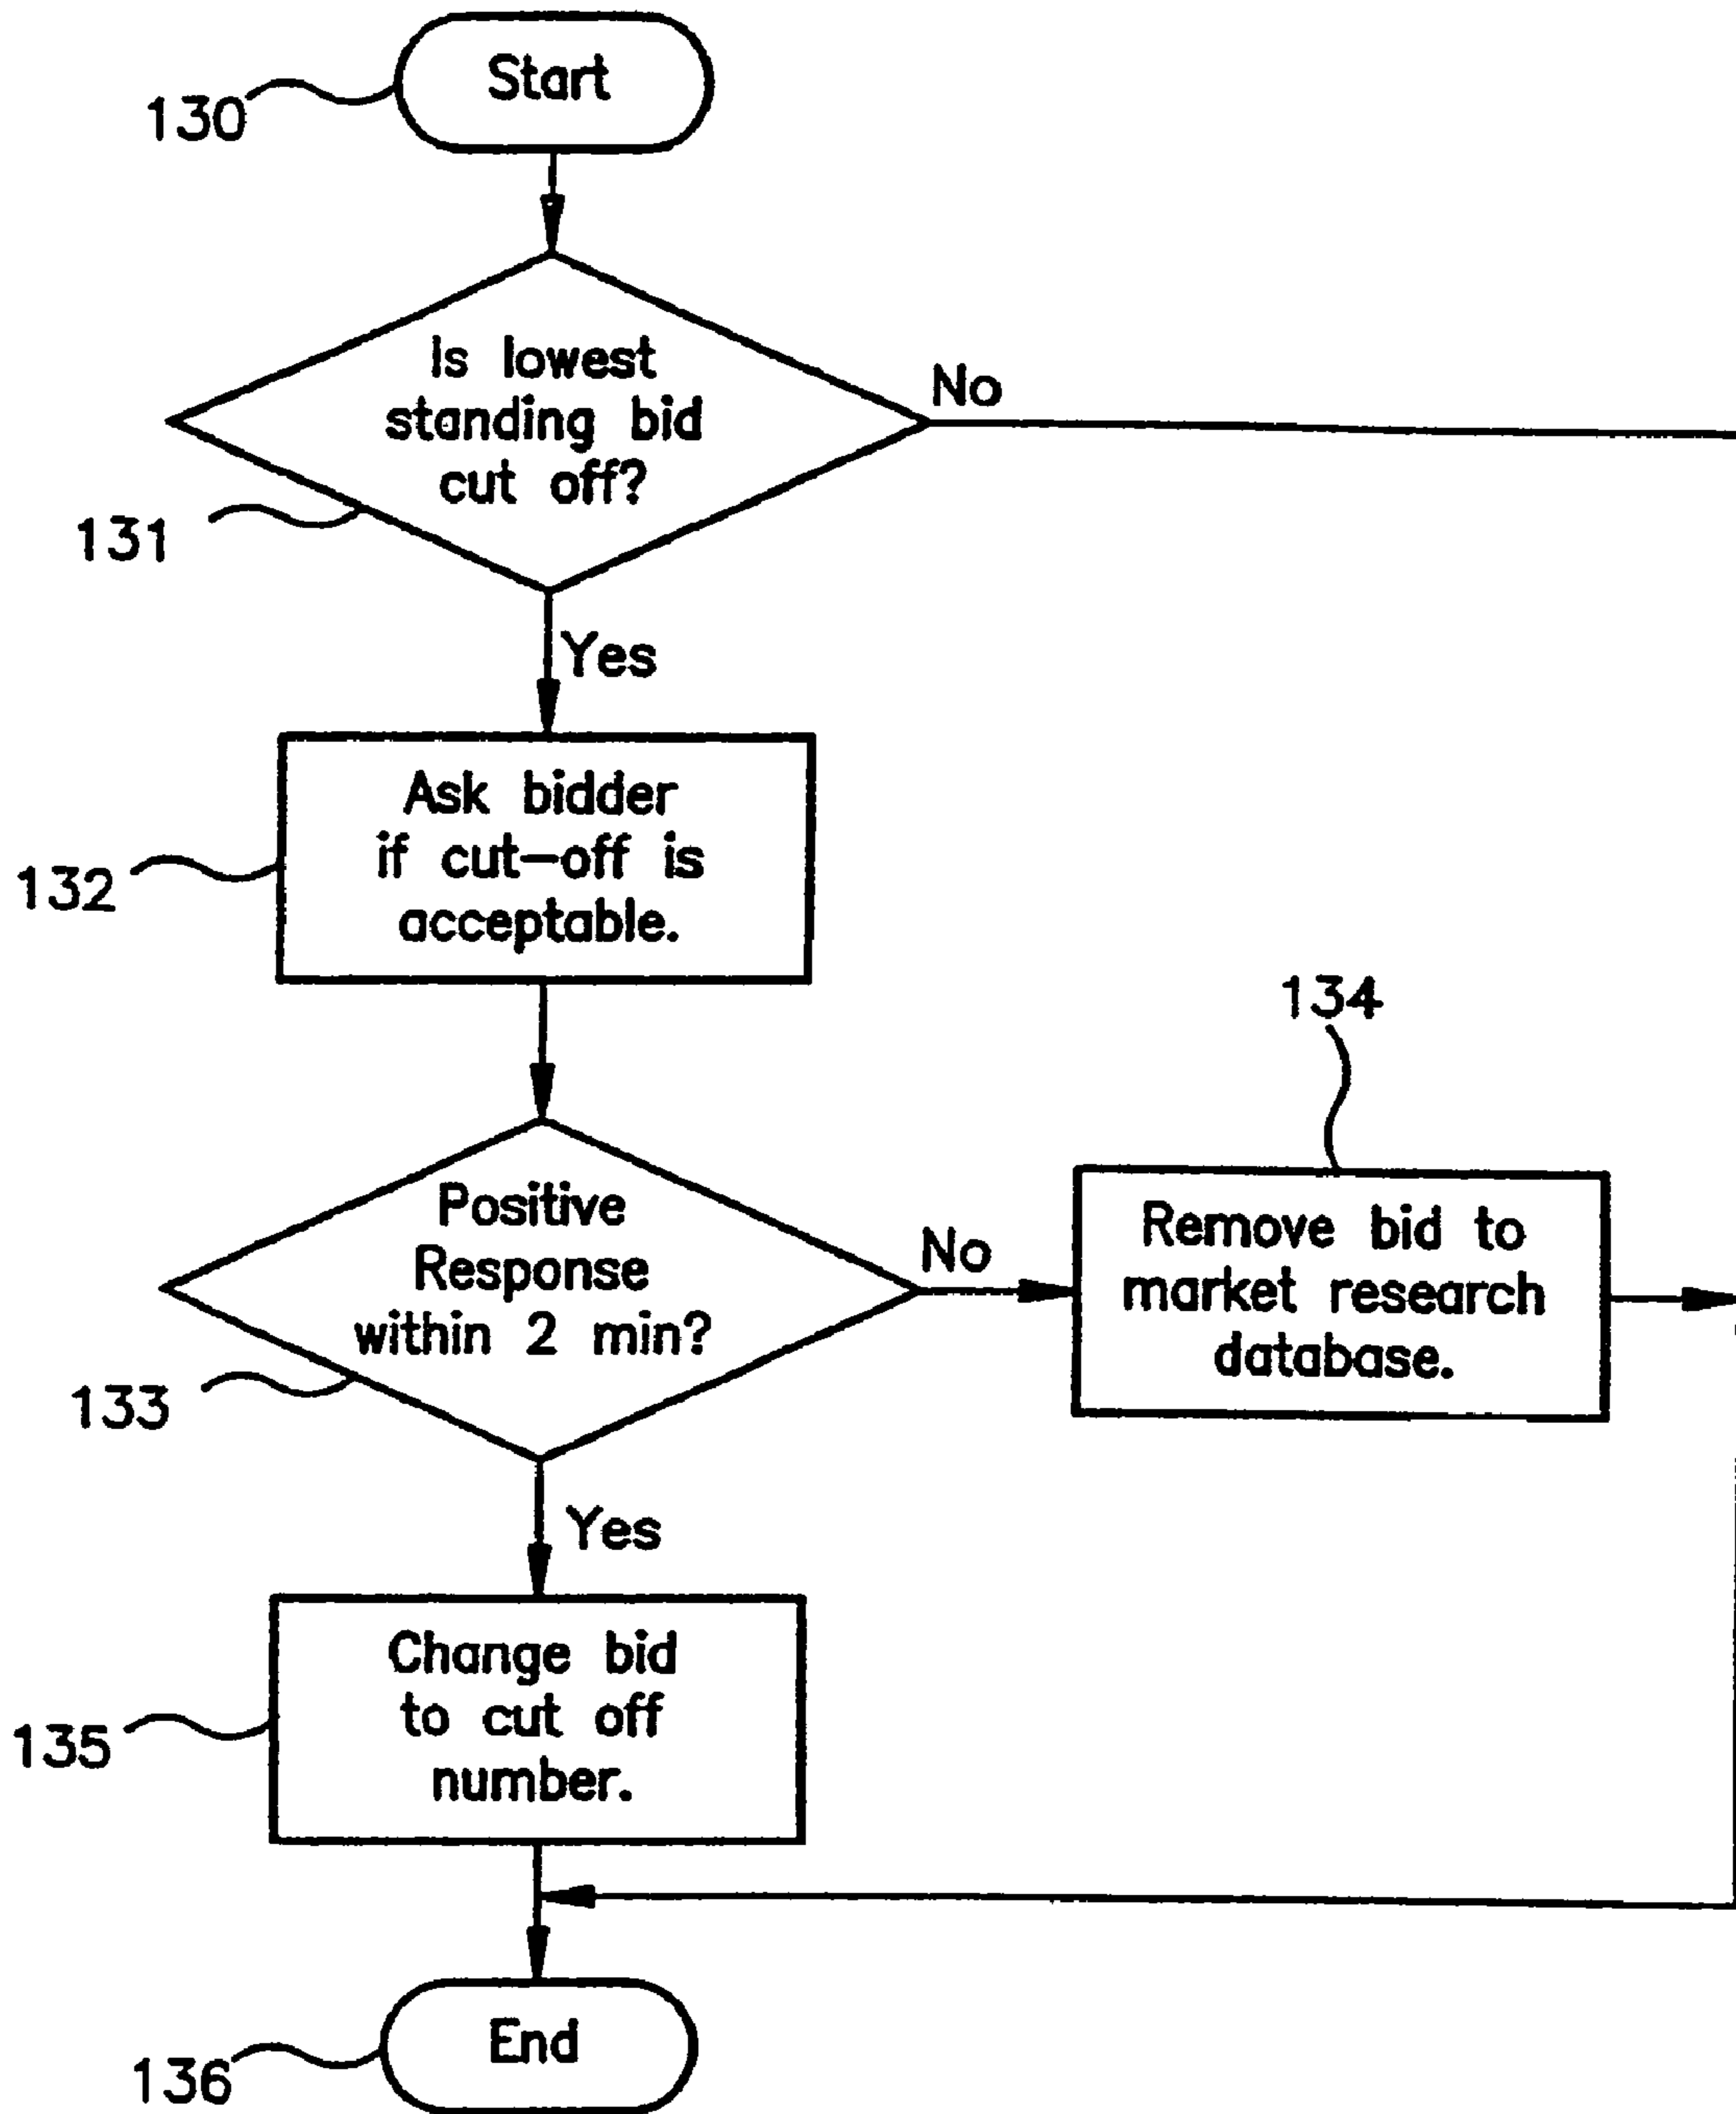 Start
130
Is lowest
standing bid
cut off?
No
131
Yes
Ask bidder
if cut-off is
acceptable.
132
134
Positive
Response
within 2 min?
No
Remove bid to
market research
database.
133
Yes
Change bid
to cut off
number.
135
End
136